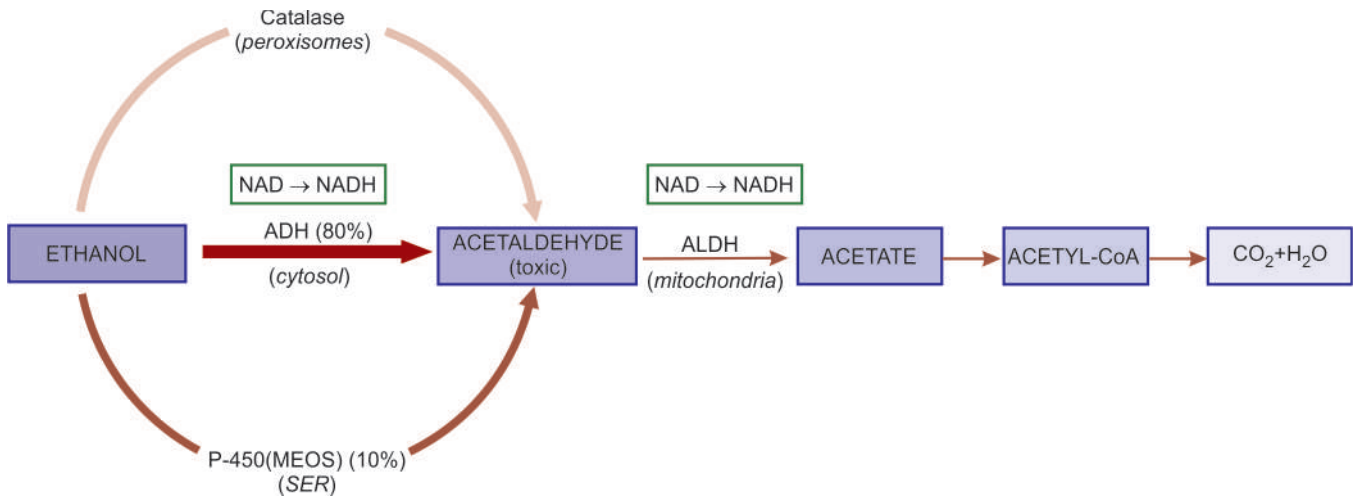 Catalase
(peroxisomes)
NAD → NADH
NAD → NADH
ETHANOL
ADH (80%)
(cytosol)
ACETALDEHYDE
(toxic)
ALDH
(mitochondria)
ACETATE
ACETYL-CoA
CO₂+H₂O
P-450(MEOS) (10%)
(SER)